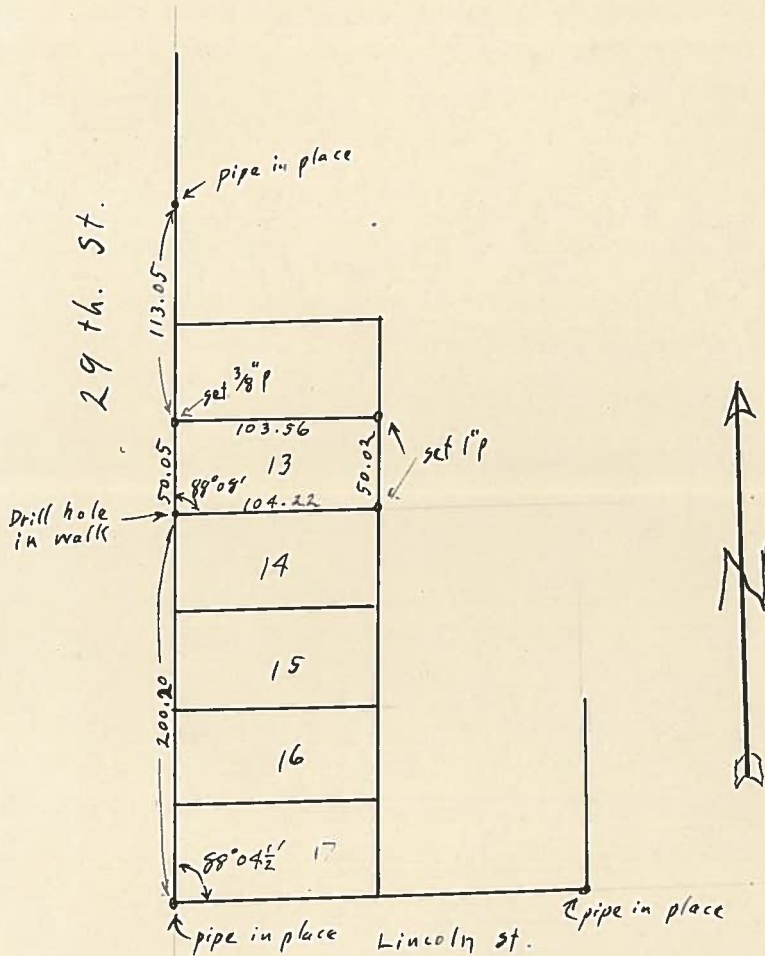 pipe in place
29 th. St.
113.05
set 3/8" P
103.56
50.05
13
50.02
set 1" P
88°08'
104.22
Drill hole
in walk
14
15
200.20
N
16
88°04½'
17
pipe in place
Lincoln St.
pipe in place